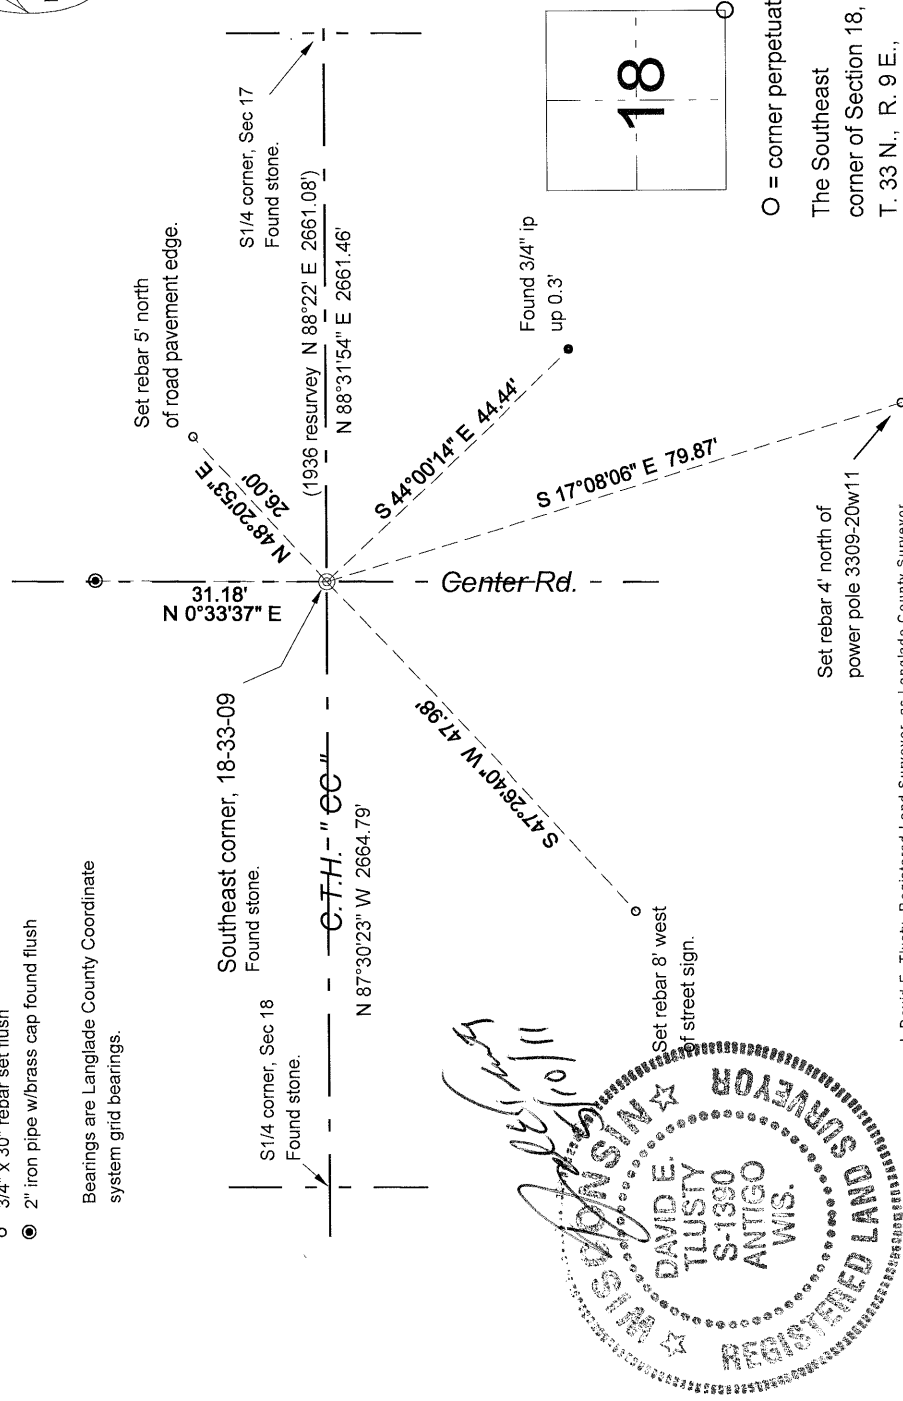 3/4" x 30" rebar set flush
2" iron pipe w/brass cap found flush
Bearings are Langlade County Coordinate
system grid bearings.
S1/4 corner, Sec 18
Found stone.
Southeast corner, 18-33-09
Found stone.
C.T.H. "CC"
N 87°30'23" W 2664.79'
31.18'
N 0°33'37" E
Set rebar 5' north
of road pavement edge.
N 48°20'53" E
26.00'
S1/4 corner, Sec 17
Found stone.
(1936 resurvey N 88°22' E 2661.08')
N 88°31'54" E 2661.46'
Center Rd.
S 44°00'14" E 44.44'
Found 3/4" ip
up 0.3'
S 17°08'06" E 79.87'
S 47°26'40" W 47.98'
Set rebar 8' west
of street sign.
Set rebar 4' north of
power pole 3309-20w11
18
O = corner perpetuat
The Southeast
corner of Section 18,
T. 33 N., R. 9 E.,
WISCONSIN
DAVID E.
TLUSTY
S-1390
ANTIGO
WIS.
REGISTERED LAND SURVEYOR
5/10/11